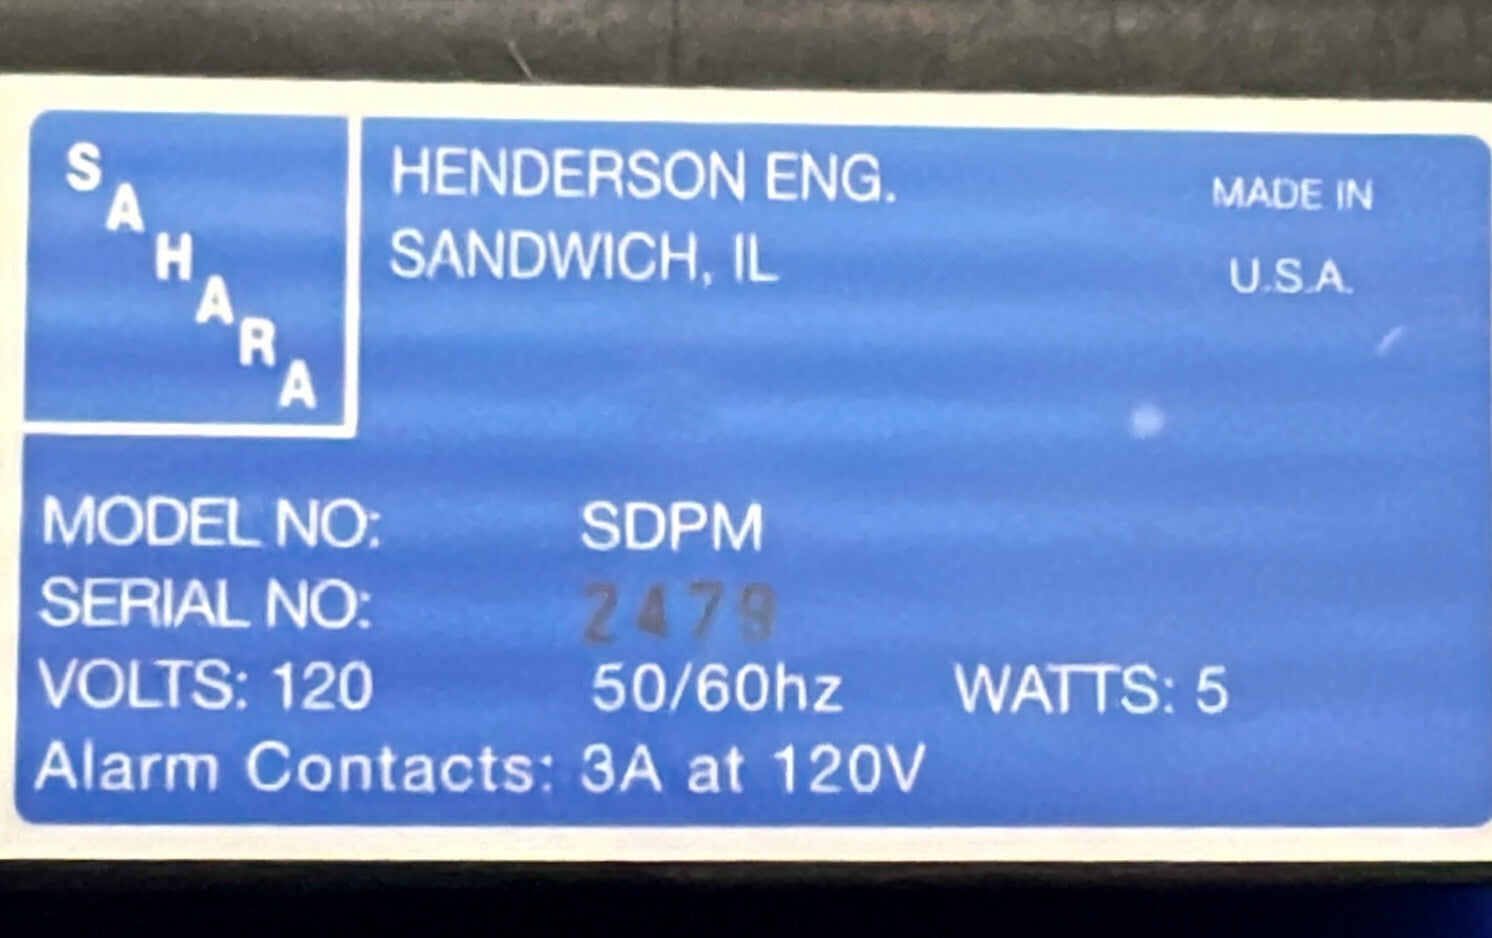 SAHARA
HENDERSON ENG.
SANDWICH, IL
MADE IN
U.S.A.
MODEL NO: SDPM
SERIAL NO: 2479
VOLTS: 120 50/60hz WATTS: 5
Alarm Contacts: 3A at 120V